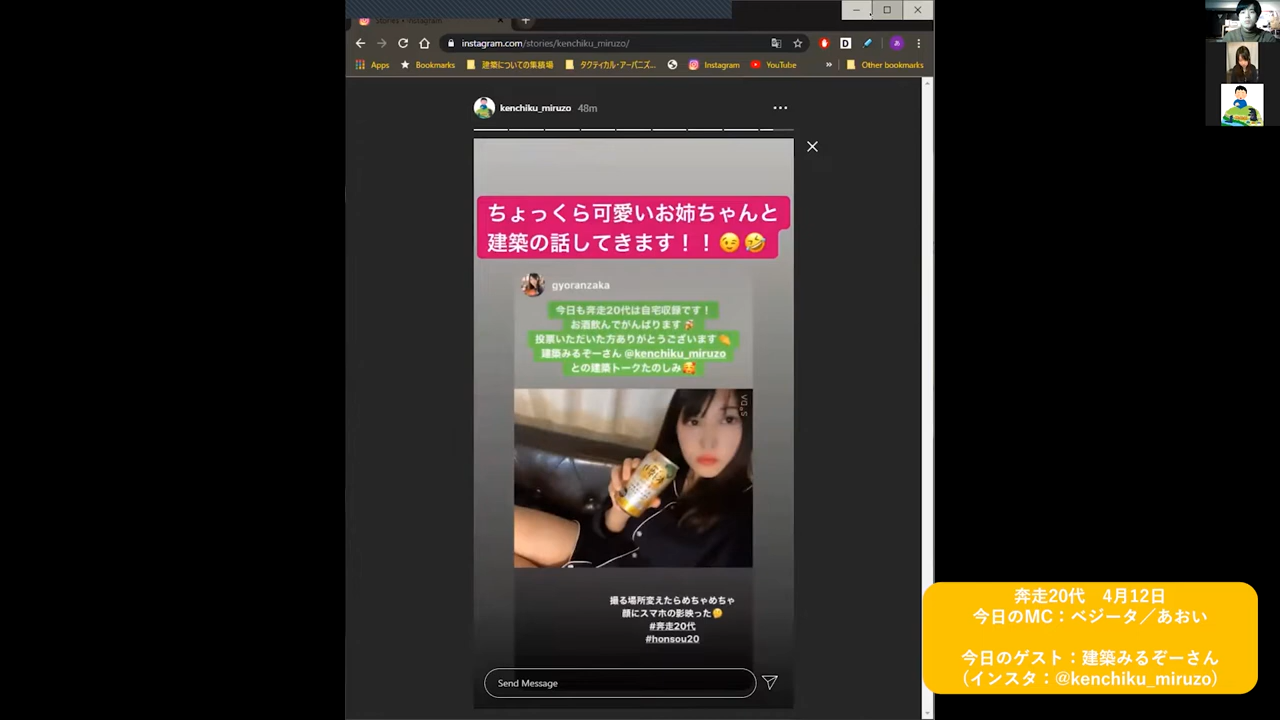 instagram.com/stories/kenchiku_miruzo/
Apps
Bookmarks
建築についての集積場
タクティカル・アーバニズ...
Instagram
YouTube
»
Other bookmarks
kenchiku_miruzo 48m
ちょっくら可愛いお姉ちゃんと
建築の話してきます！！😉🤣
gyoranzaka
今日も奔走20代は自宅収録です！
お酒飲んでがんばります
投票いただいた方ありがとうございます👏
建築みるぞーさん @kenchiku_miruzo
との建築トークたのしみ🥰
撮る場所変えたらめちゃめちゃ
顔にスマホの影映った
#奔走20代
#honsou20
Send Message
奔走20代　4月12日
今日のMC：ベジータ／あおい
今日のゲスト：建築みるぞーさん
（インスタ：@kenchiku_miruzo）